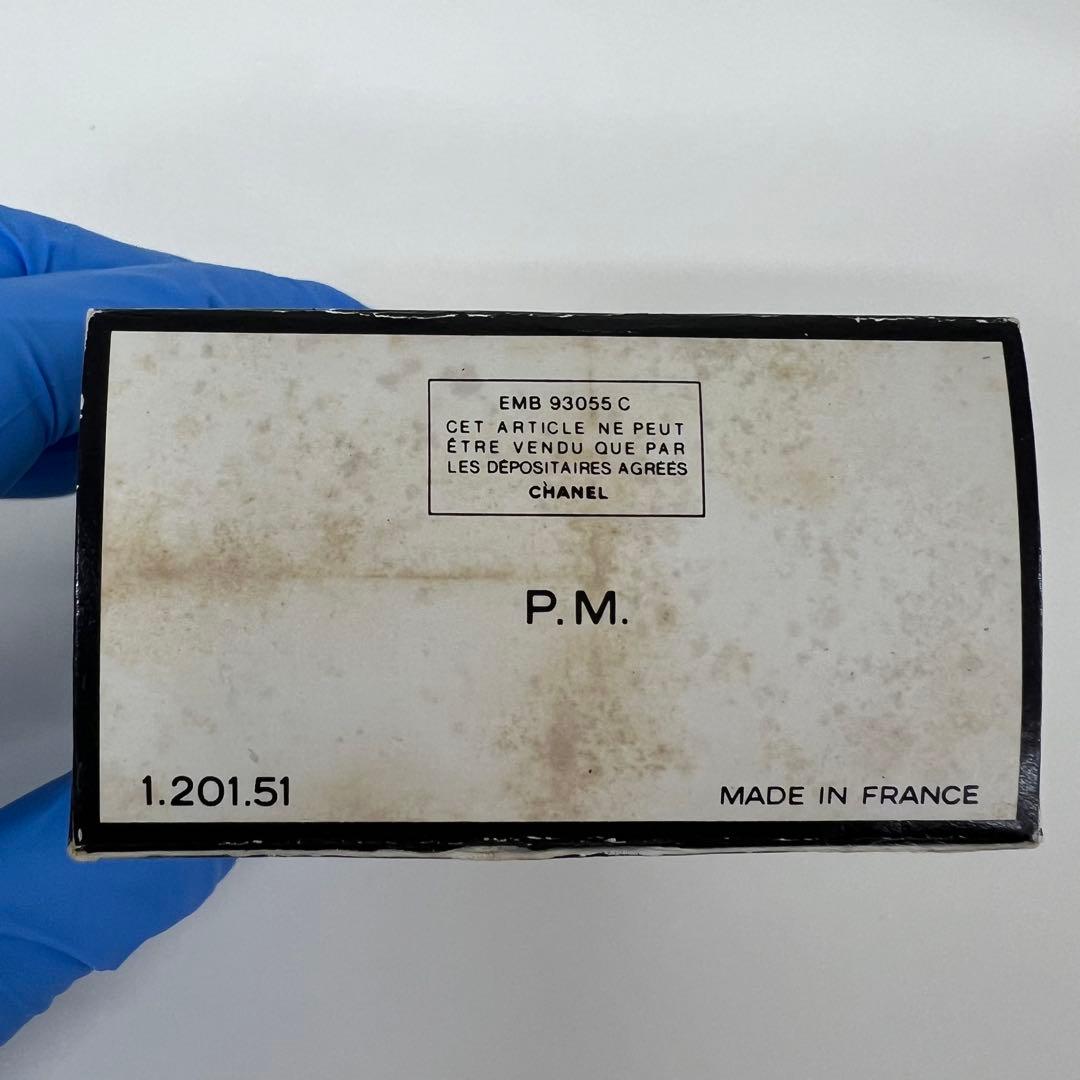 EMB 93055 C
CET ARTICLE NE PEUT
ÊTRE VENDU QUE PAR
LES DÉPOSITAIRES AGRÉÉS
CHANEL
P.M.
1.201.51
MADE IN FRANCE